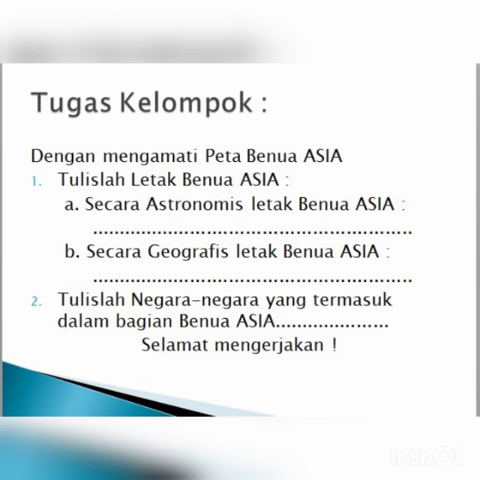 Tugas Kelompok :
Dengan mengamati Peta Benua ASIA
1. Tulislah Letak Benua ASIA :
a. Secara Astronomis letak Benua ASIA :
............................................................
b. Secara Geografis letak Benua ASIA :
............................................................
2. Tulislah Negara-negara yang termasuk
dalam bagian Benua ASIA.....................
Selamat mengerjakan !
InShOt